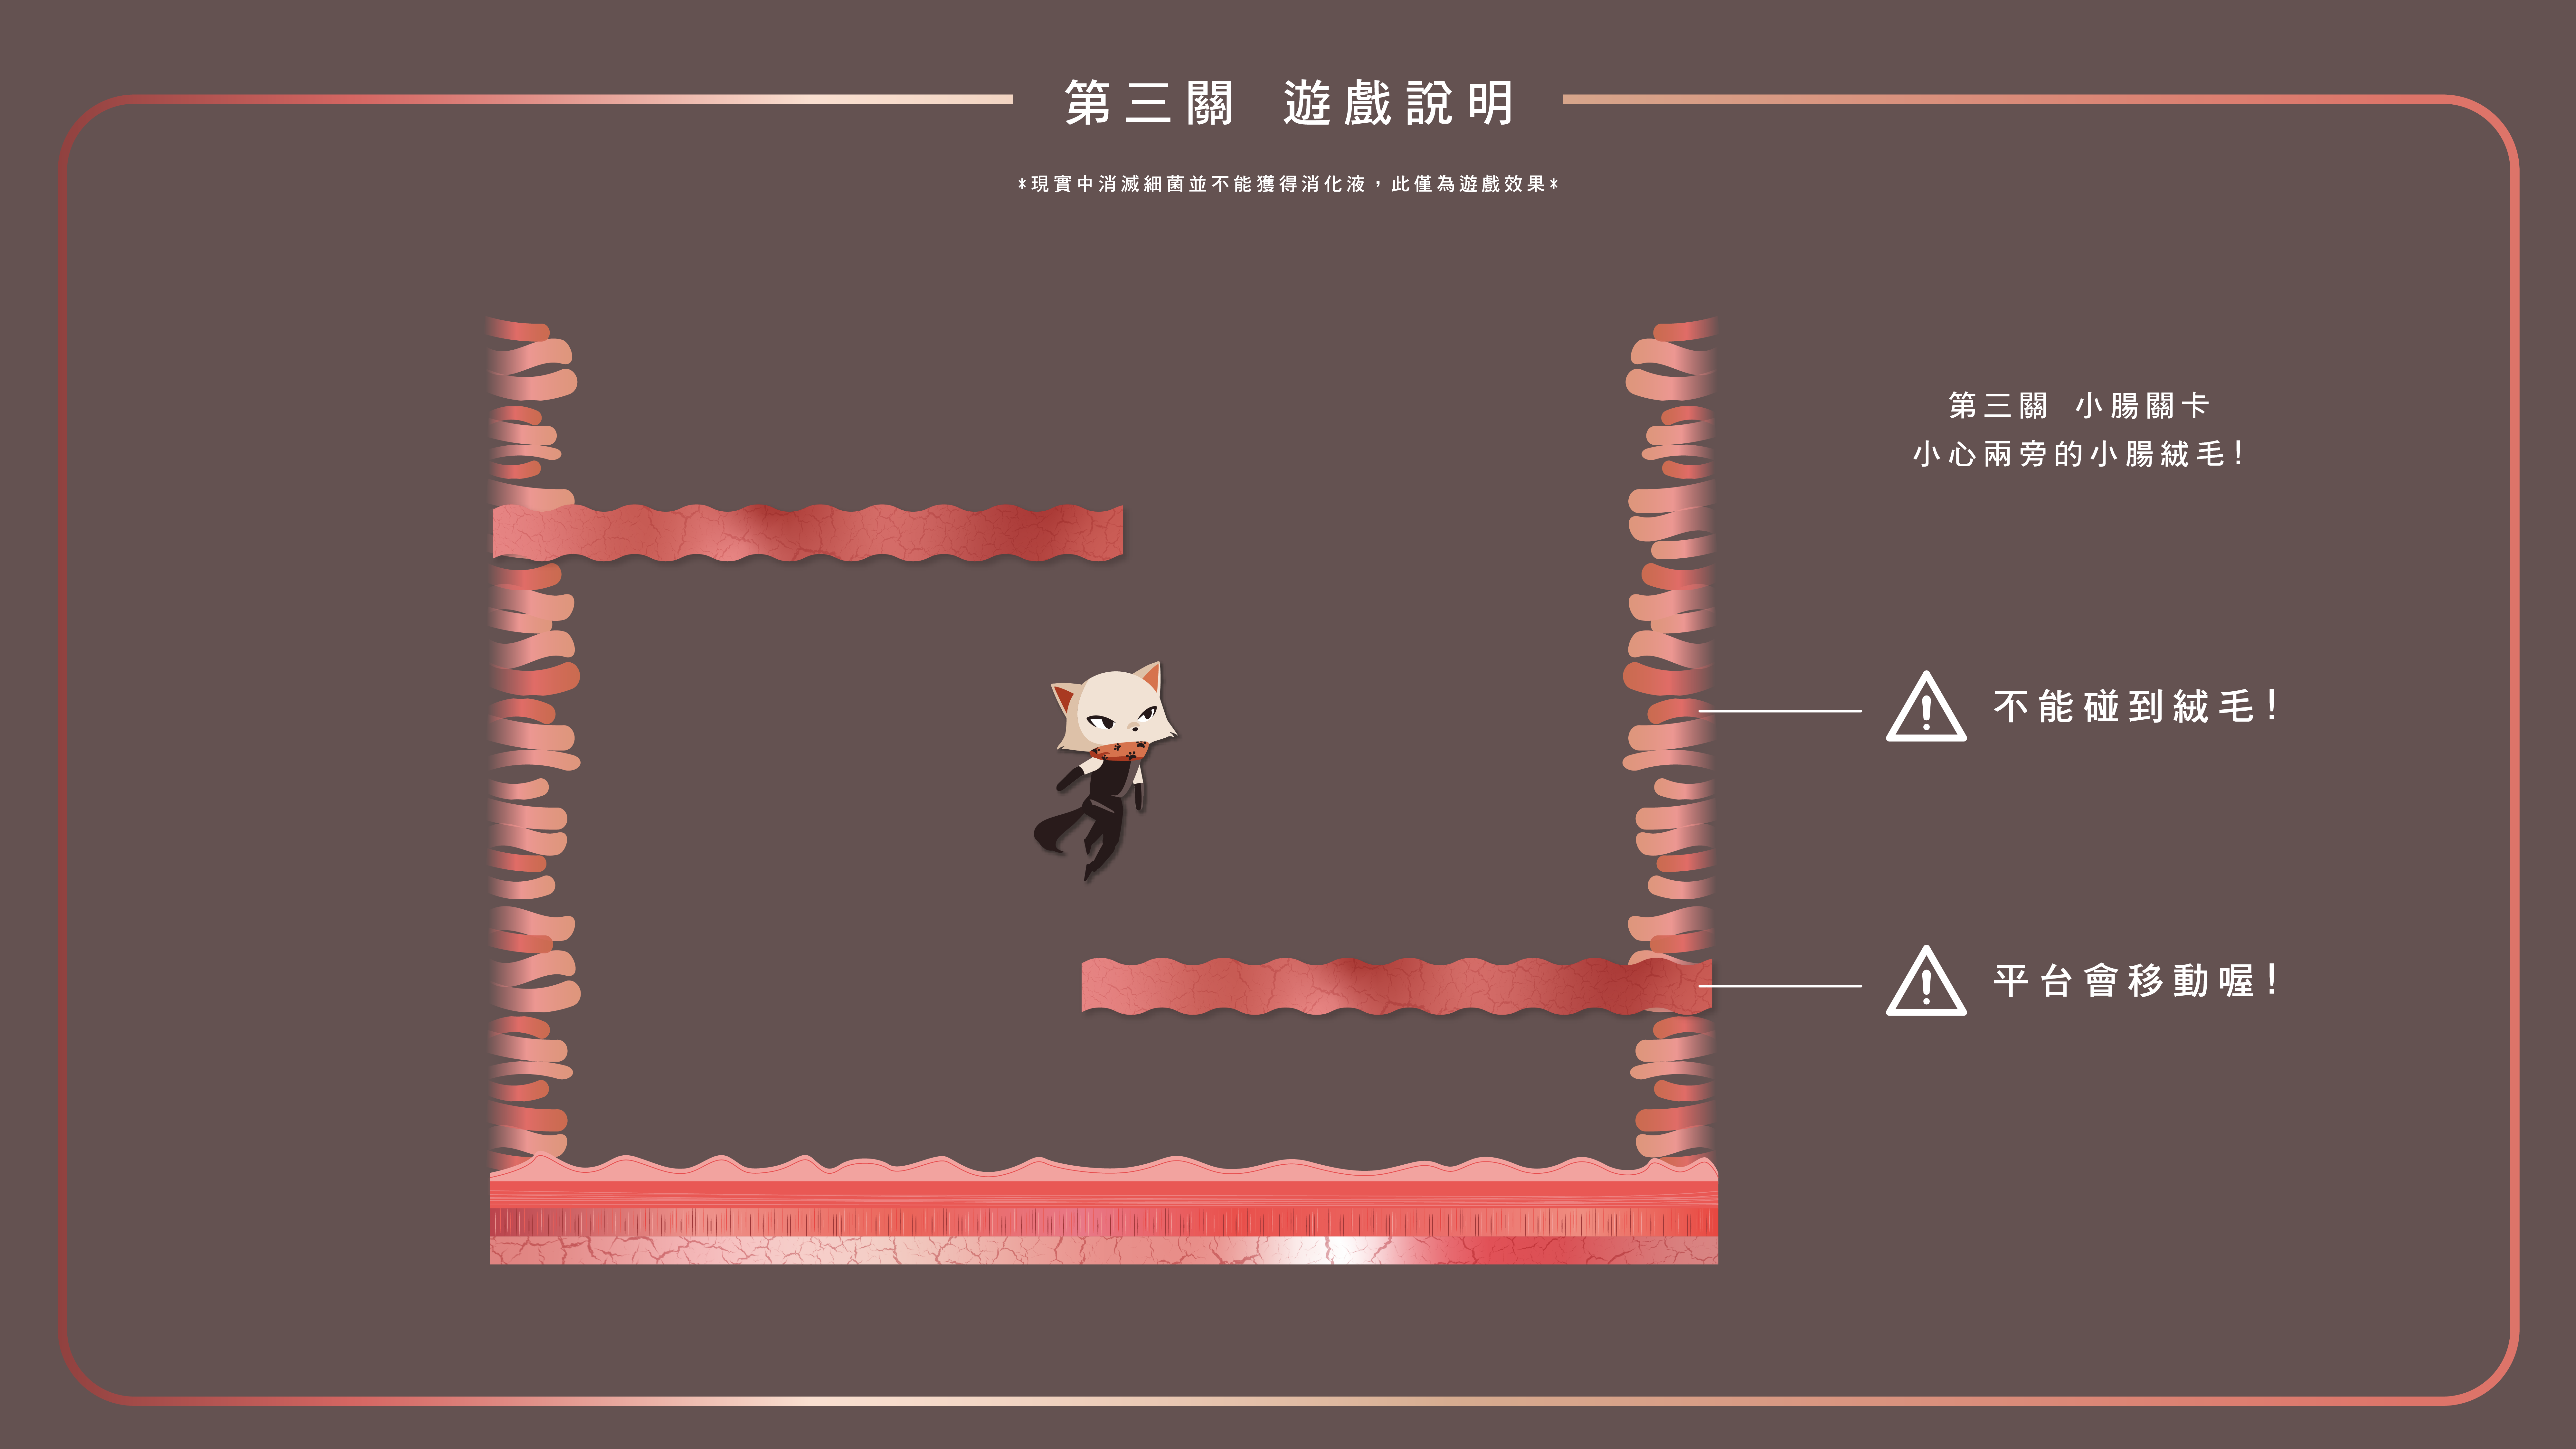 第三關 遊戲說明
*現實中消滅細菌並不能獲得消化液，此僅為遊戲效果*
第三關 小腸關卡
小心兩旁的小腸絨毛！
不能碰到絨毛！
平台會移動喔！